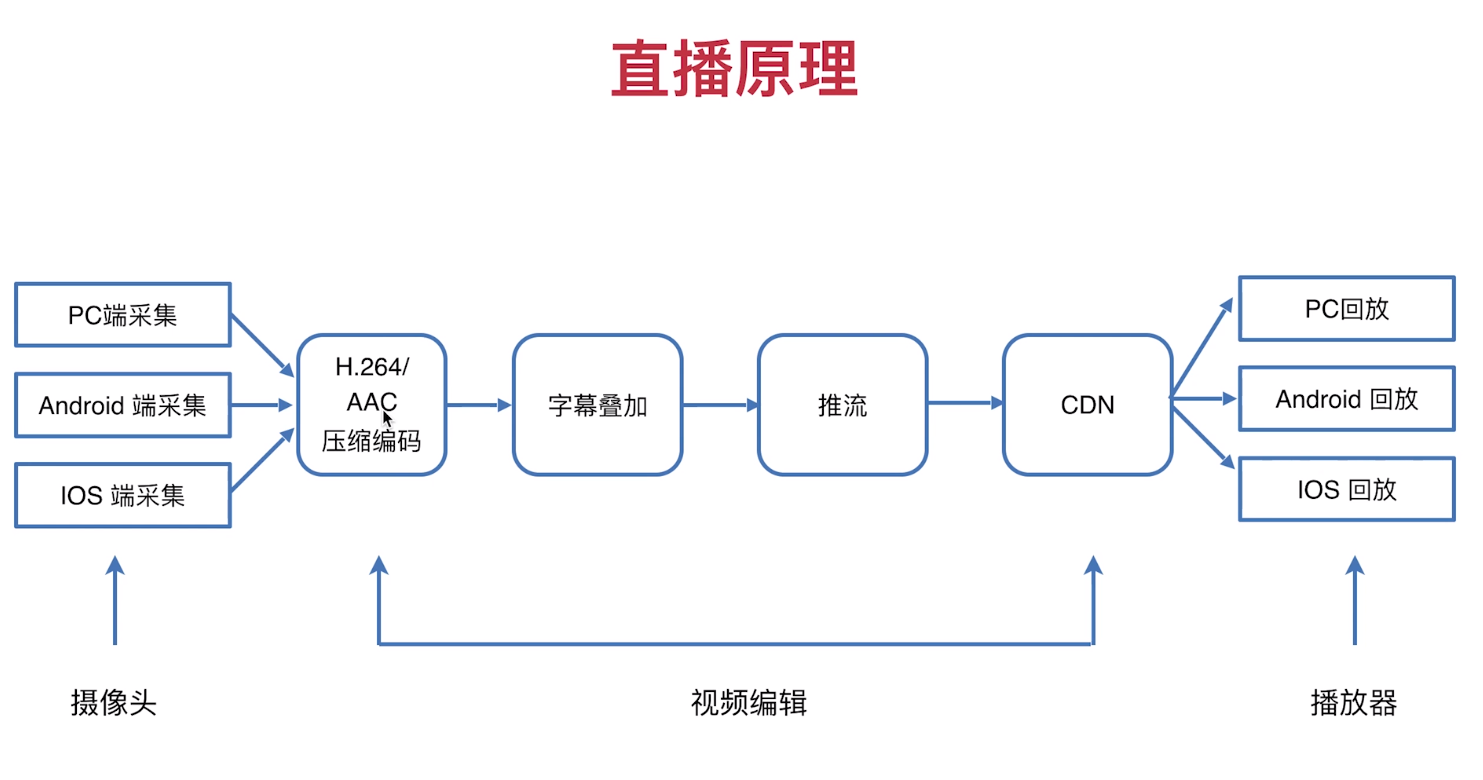 直播原理
PC端采集
Android 端采集
IOS 端采集
H.264/
AAC
压缩编码
字幕叠加
推流
CDN
PC回放
Android 回放
IOS 回放
摄像头
视频编辑
播放器